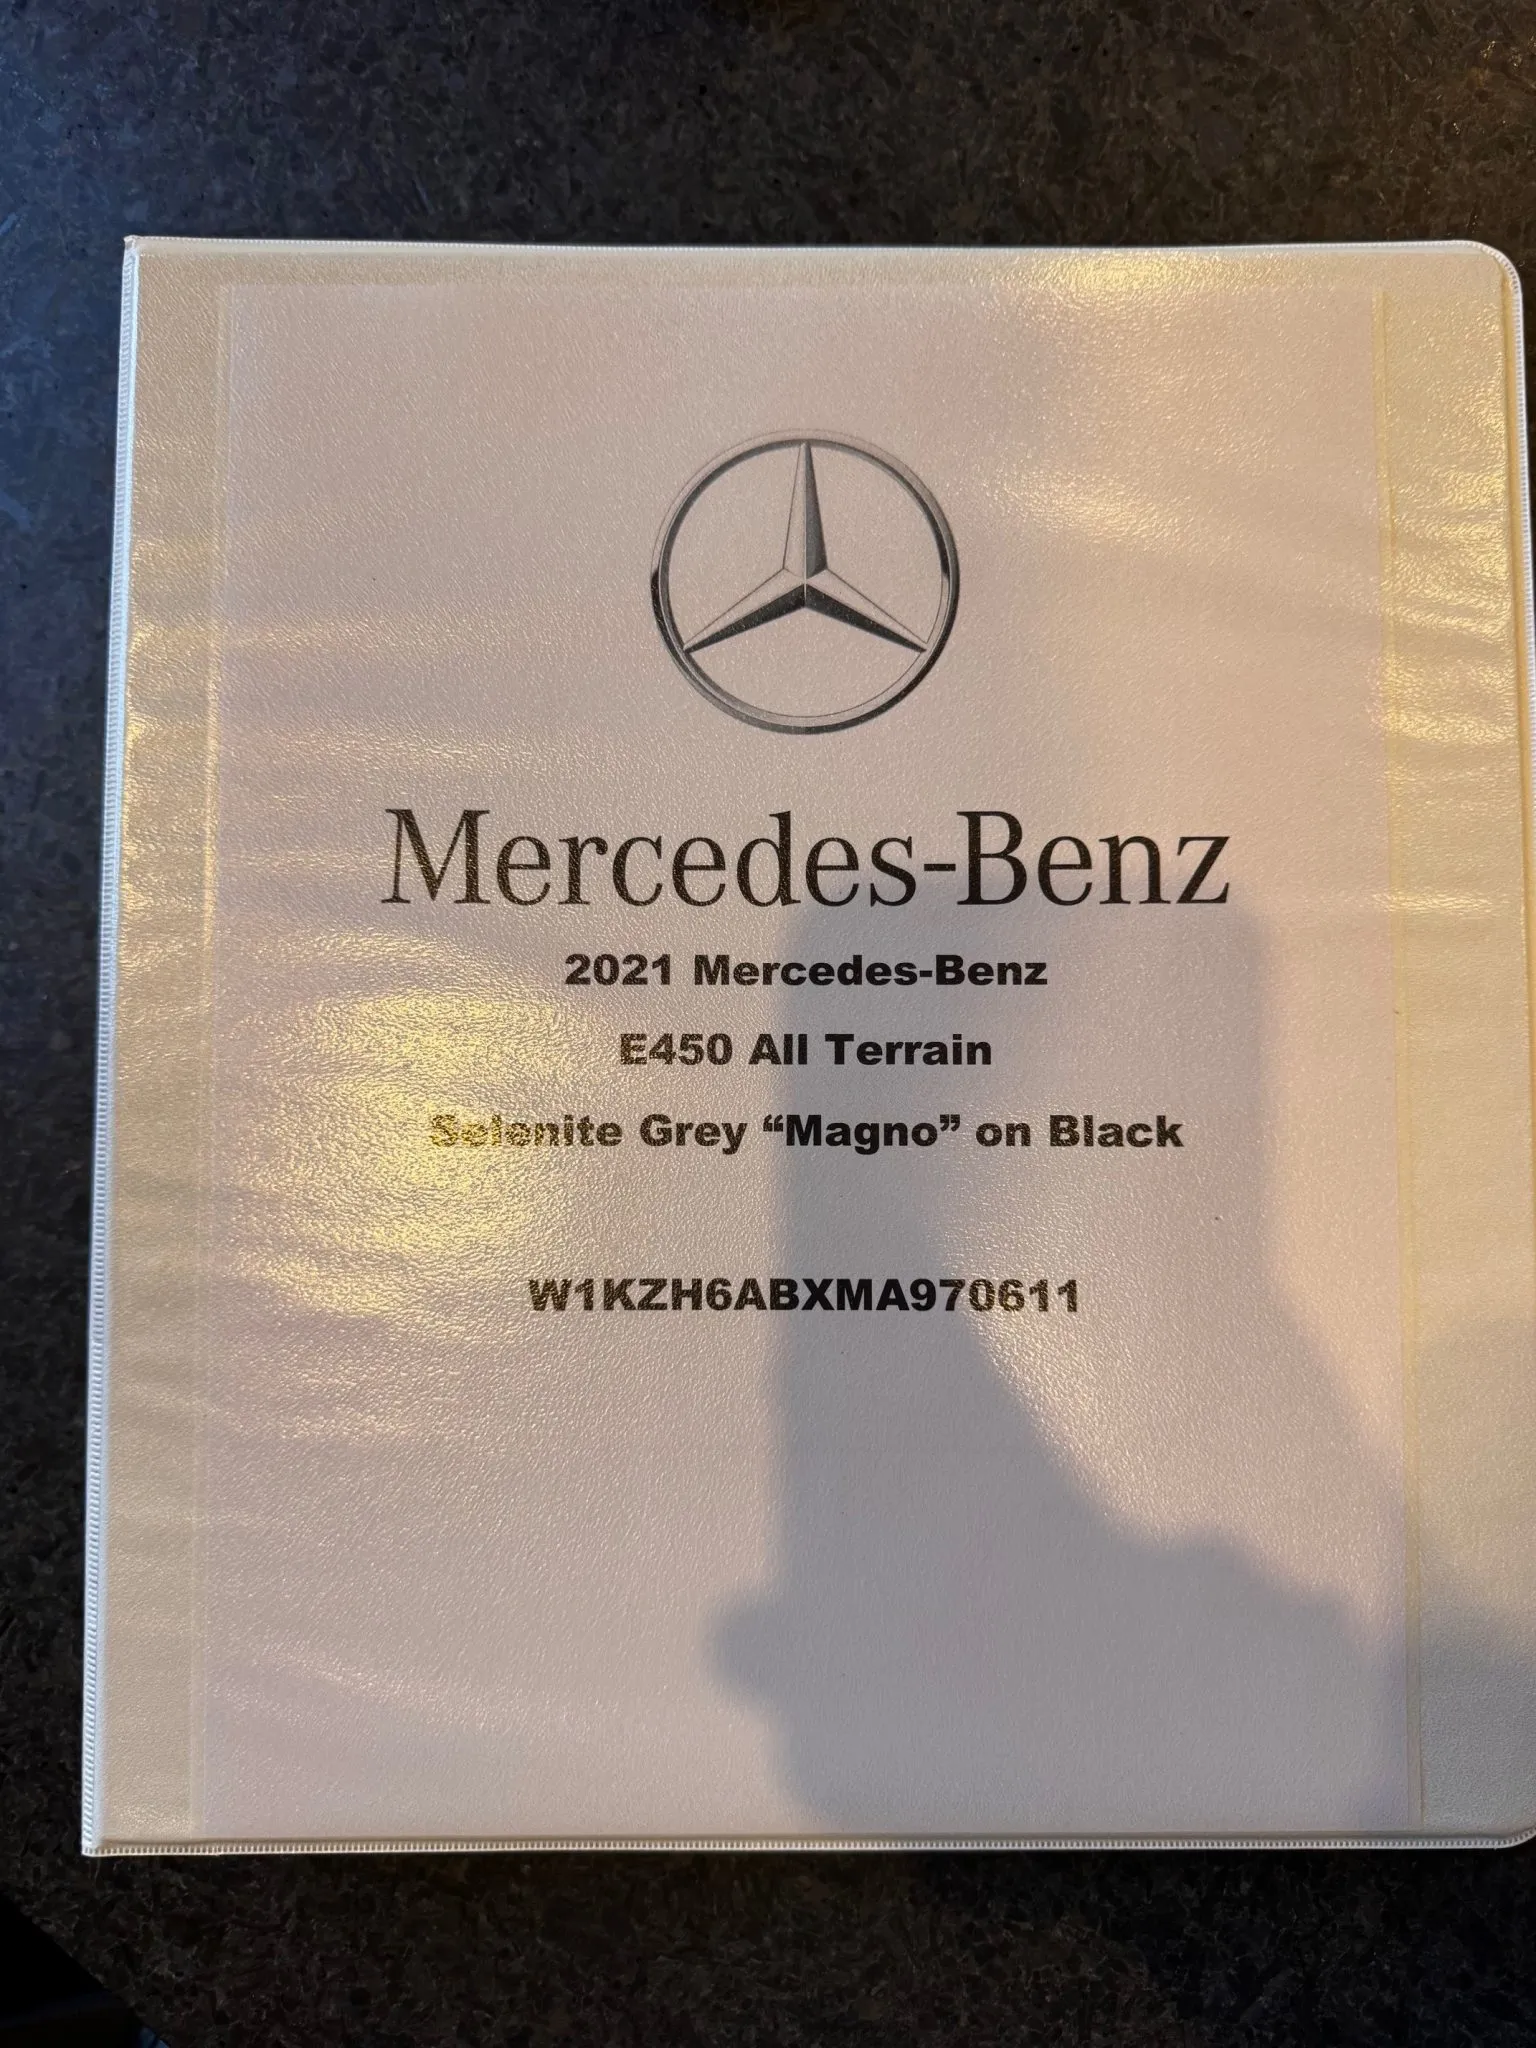 Mercedes-Benz
2021 Mercedes-Benz
E450 All Terrain
Selenite Grey “Magno” on Black
W1KZH6ABXMA970611